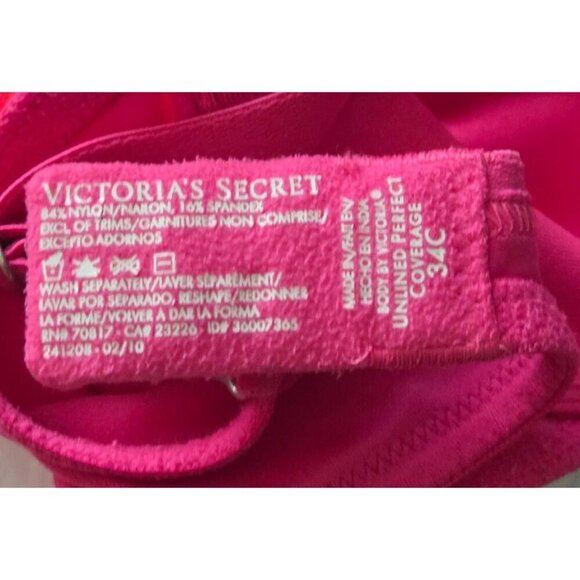 VICTORIA'S SECRET
84% NYLON/NAILON, 16% SPANDEX
EXCL OF TRIMS/GARNITURES NON COMPRISE/
EXCEPTO ADORNOS
WASH SEPARATELY/LAVER SÉPARÉMENT/
LAVAR POR SEPARADO, RESHAPE/REDONNER
LA FORME/VOLVER A DAR LA FORMA
RN# 70817 - CA# 23226 - ID# 36007365
241208 - 02/10
MADE IN/FAIT EN/
HECHO EN INDIA
BODY BY VICTORIA®
UNLINED PERFECT
COVERAGE
34C